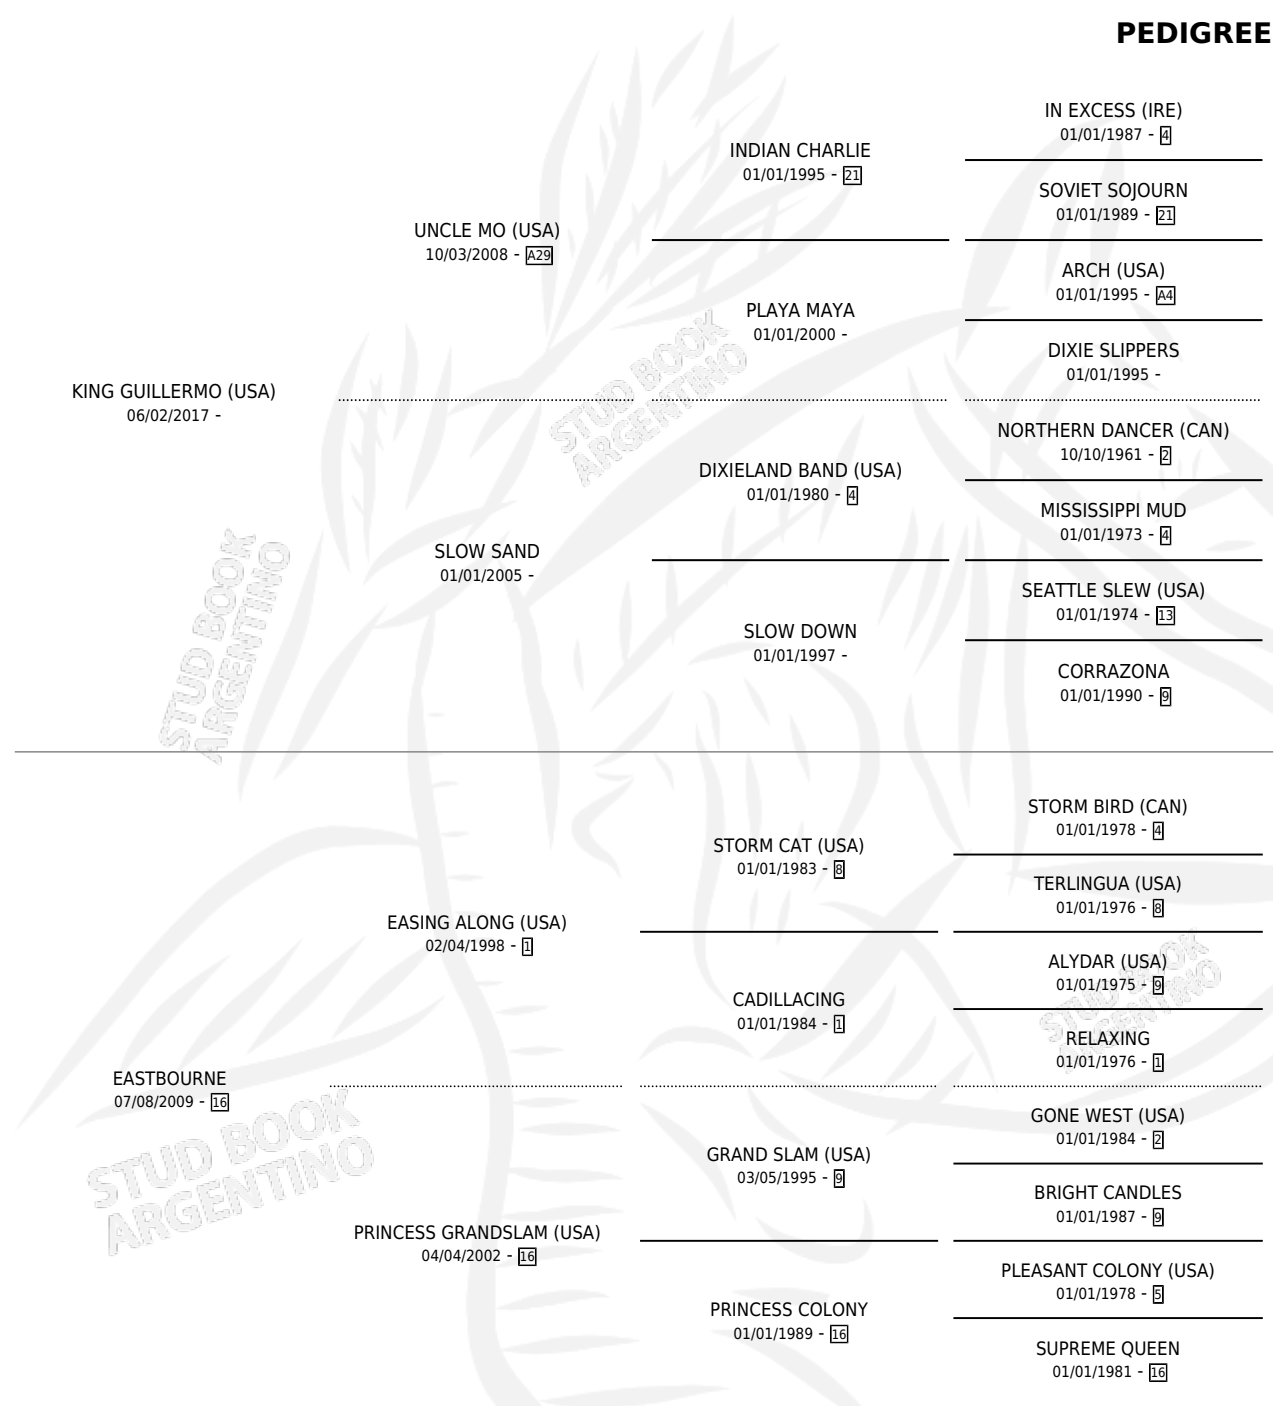 PEDIGREE
IN EXCESS (IRE)
01/01/1987 - 4
INDIAN CHARLIE
01/01/1995 - 21
SOVIET SOJOURN
01/01/1989 - 21
UNCLE MO (USA)
10/03/2008 - A29
ARCH (USA)
01/01/1995 - A4
PLAYA MAYA
01/01/2000 -
DIXIE SLIPPERS
01/01/1995 -
KING GUILLERMO (USA)
06/02/2017 -
NORTHERN DANCER (CAN)
10/10/1961 - 2
DIXIELAND BAND (USA)
01/01/1980 - 4
MISSISSIPPI MUD
01/01/1973 - 4
SLOW SAND
01/01/2005 -
SEATTLE SLEW (USA)
01/01/1974 - 13
SLOW DOWN
01/01/1997 -
CORRAZONA
01/01/1990 - 9
STORM BIRD (CAN)
01/01/1978 - 4
STORM CAT (USA)
01/01/1983 - 8
TERLINGUA (USA)
01/01/1976 - 8
EASING ALONG (USA)
02/04/1998 - 1
ALYDAR (USA)
01/01/1975 - 9
CADILLACING
01/01/1984 - 1
RELAXING
01/01/1976 - 1
EASTBOURNE
07/08/2009 - 16
GONE WEST (USA)
01/01/1984 - 2
GRAND SLAM (USA)
03/05/1995 - 9
BRIGHT CANDLES
01/01/1987 - 9
PRINCESS GRANDSLAM (USA)
04/04/2002 - 16
PLEASANT COLONY (USA)
01/01/1978 - 5
PRINCESS COLONY
01/01/1989 - 16
SUPREME QUEEN
01/01/1981 - 16
STUD BOOK
ARGENTINO
STUD BOOK
ARGENTINO
STUD BOOK
ARGENTINO
STUD BOOK
ARGENTINO